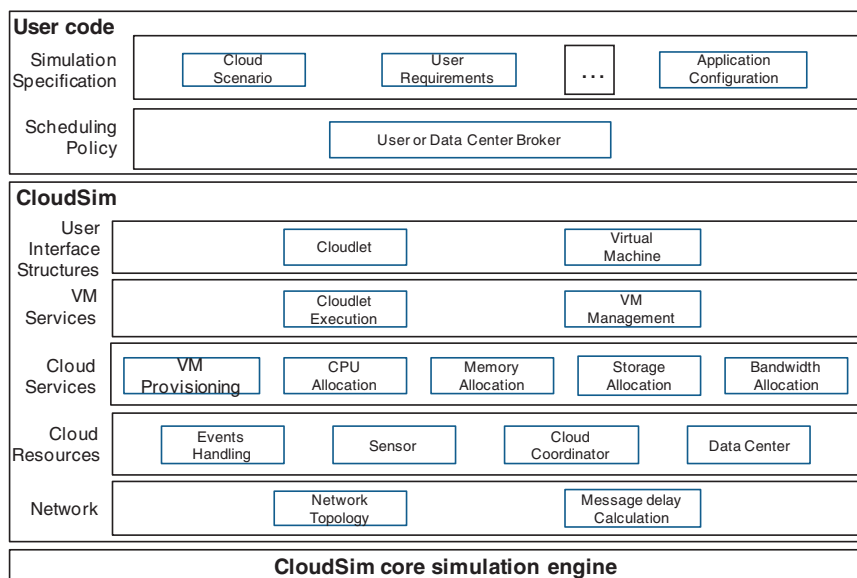 User code
Simulation
Specification
Cloud
Scenario
User
Requirements
...
Application
Configuration
Scheduling
Policy
User or Data Center Broker
CloudSim
User
Interface
Structures
Cloudlet
Virtual
Machine
VM
Services
Cloudlet
Execution
VM
Management
Cloud
Services
VM
Provisioning
CPU
Allocation
Memory
Allocation
Storage
Allocation
Bandwidth
Allocation
Cloud
Resources
Events
Handling
Sensor
Cloud
Coordinator
Data Center
Network
Network
Topology
Message delay
Calculation
CloudSim core simulation engine